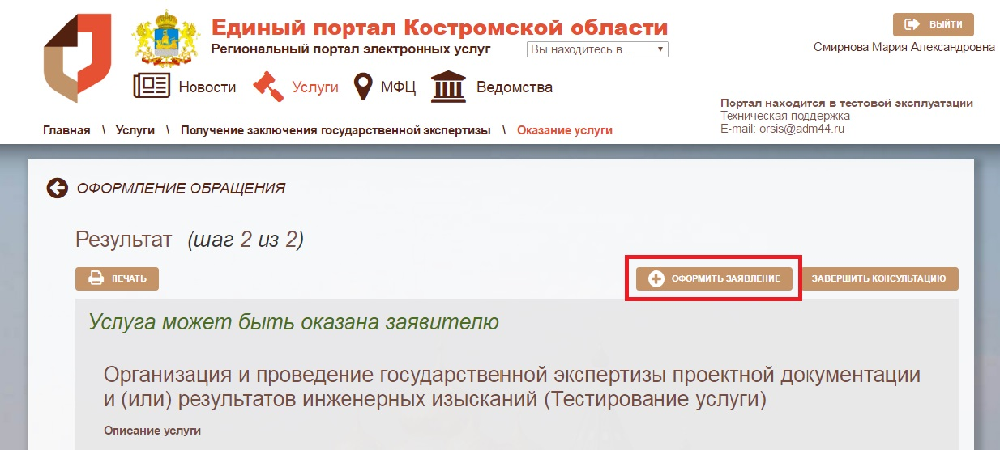 Единый портал Костромской области
Региональный портал электронных услуг
Вы находитесь в ...
ВЫЙТИ
Смирнова Мария Александровна
Новости
Услуги
МФЦ
Ведомства
Портал находится в тестовой эксплуатации
Техническая поддержка
E-mail: orsis@adm44.ru
Главная \ Услуги \ Получение заключения государственной экспертизы \ Оказание услуги
ОФОРМЛЕНИЕ ОБРАЩЕНИЯ
Результат (шаг 2 из 2)
ПЕЧАТЬ
ОФОРМИТЬ ЗАЯВЛЕНИЕ
ЗАВЕРШИТЬ КОНСУЛЬТАЦИЮ
Услуга может быть оказана заявителю
Организация и проведение государственной экспертизы проектной документации
и (или) результатов инженерных изысканий (Тестирование услуги)
Описание услуги